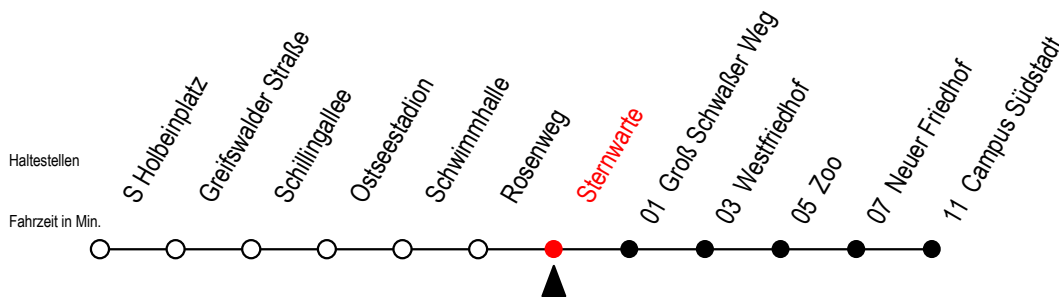 Haltestellen
Fahrzeit in Min.
S Holbeinplatz
Greifswalder Straße
Schillingallee
Ostseestadion
Schwimmhalle
Rosenweg
Sternwarte
01 Groß Schwaßer Weg
03 Westfriedhof
05 Zoo
07 Neuer Friedhof
11 Campus Südstadt